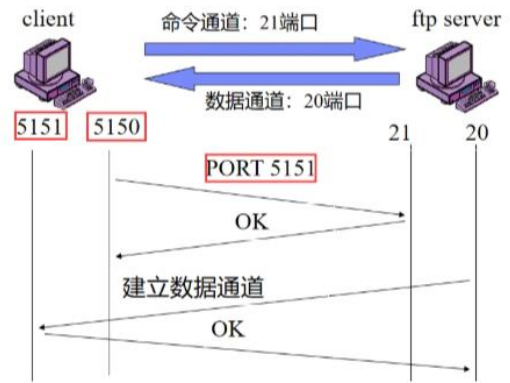 client
命令通道：21端口
ftp server
数据通道：20端口
5151
5150
21
20
PORT 5151
OK
建立数据通道
OK